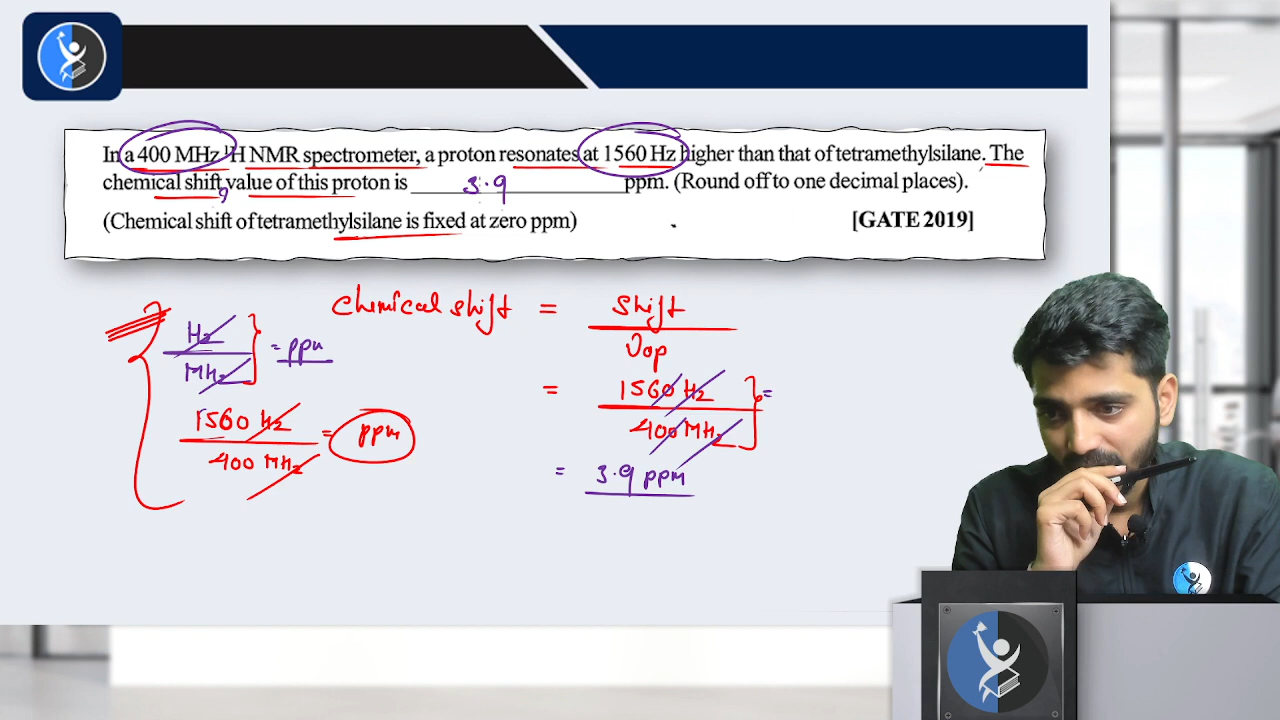 In a 400 MHz ¹H NMR spectrometer, a proton resonates at 1560 Hz higher than that of tetramethylsilane. The
chemical shift value of this proton is 3.9 ppm. (Round off to one decimal places).
(Chemical shift of tetramethylsilane is fixed at zero ppm) [GATE 2019]
Chemical shift = Shift
νop
Hz
MHz
= ppm
= 1560 Hz
400 MHz
=
1560 Hz
400 MHz
= ppm
= 3.9 ppm